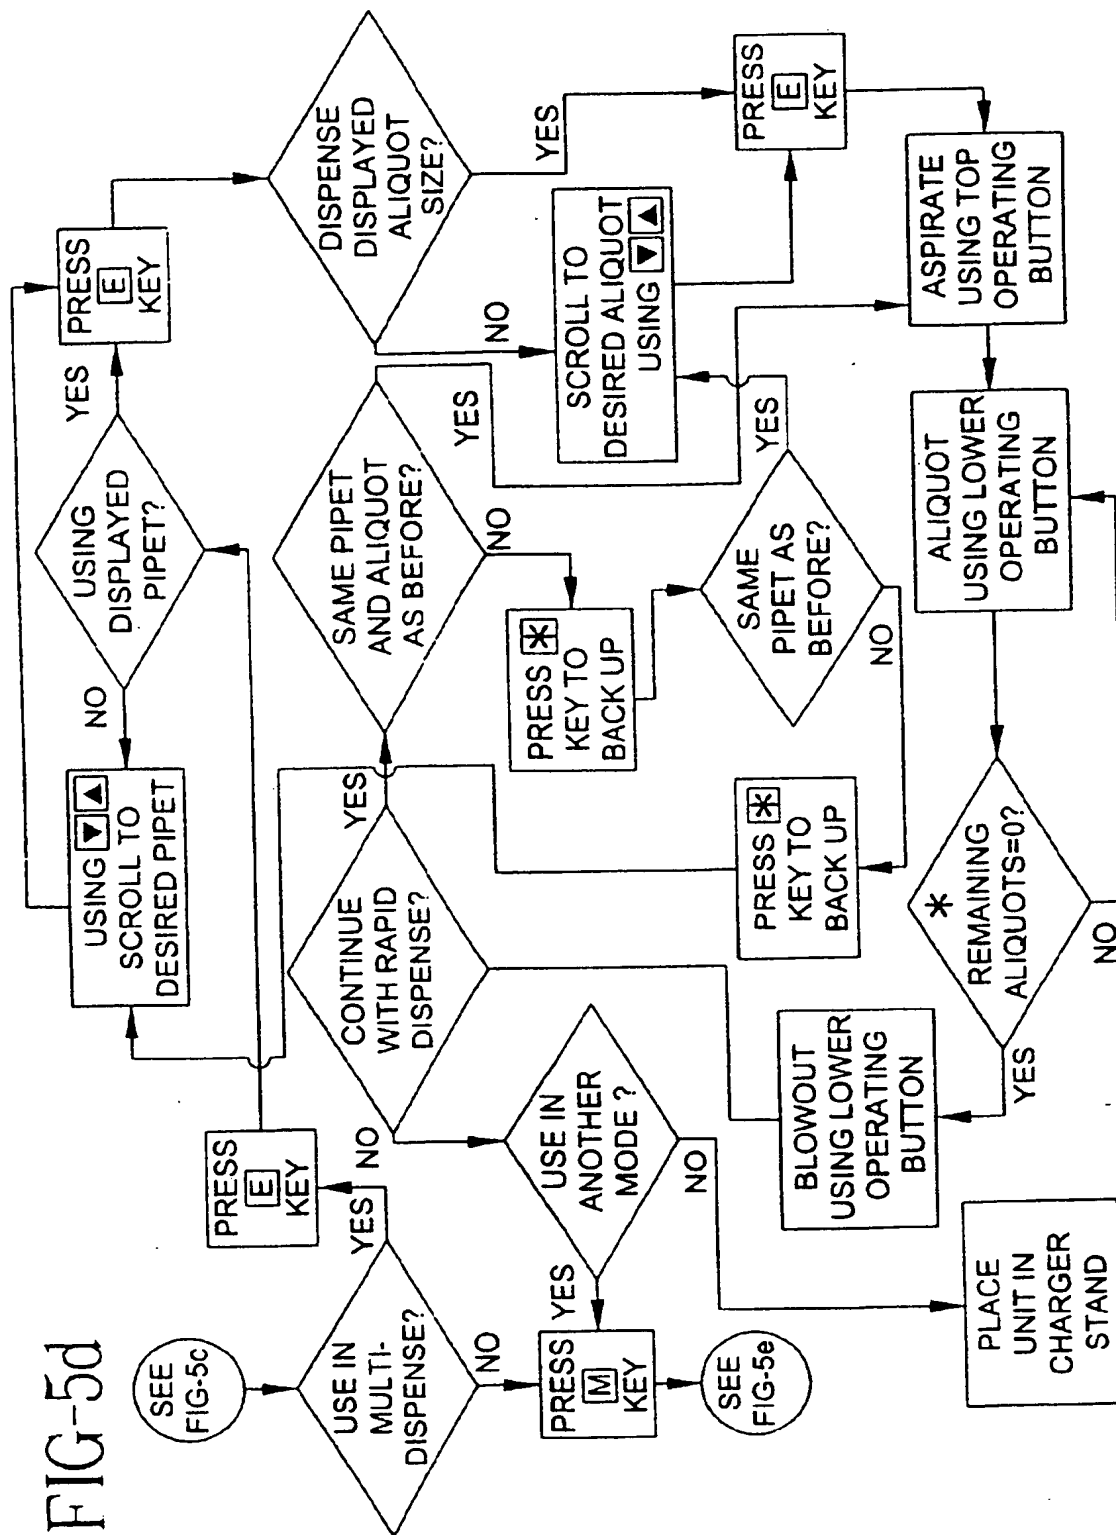 FIG-5d
SEE
FIG-5c
USE IN
MULTI-
DISPENSE?
YES
NO
PRESS
E
KEY
PRESS
M
KEY
SEE
FIG-5e
USING
DISPLAYED
PIPET?
YES
NO
USING ▼ ▲
SCROLL TO
DESIRED PIPET
PRESS
E
KEY
DISPENSE
DISPLAYED
ALIQUOT
SIZE?
YES
NO
SCROLL TO
DESIRED ALIQUOT
USING ▼ ▲
PRESS
E
KEY
ASPIRATE
USING TOP
OPERATING
BUTTON
ALIQUOT
USING LOWER
OPERATING
BUTTON
*
REMAINING
ALIQUOTS=0?
NO
YES
BLOWOUT
USING LOWER
OPERATING
BUTTON
CONTINUE
WITH RAPID
DISPENSE?
YES
NO
SAME PIPET
AND ALIQUOT
AS BEFORE?
YES
NO
PRESS *
KEY TO
BACK UP
SAME
PIPET AS
BEFORE?
YES
NO
PRESS *
KEY TO
BACK UP
USE IN
ANOTHER
MODE ?
YES
NO
PLACE
UNIT IN
CHARGER
STAND